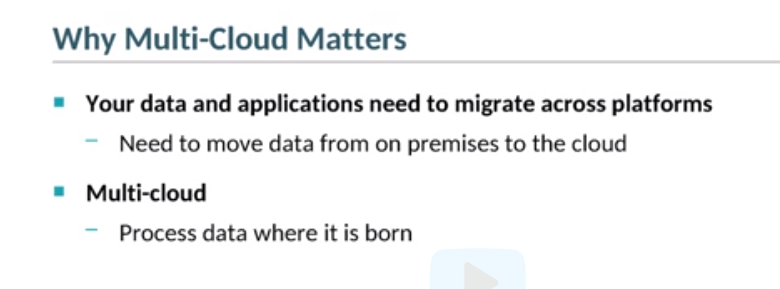 Why Multi-Cloud Matters
Your data and applications need to migrate across platforms
Need to move data from on premises to the cloud
Multi-cloud
Process data where it is born